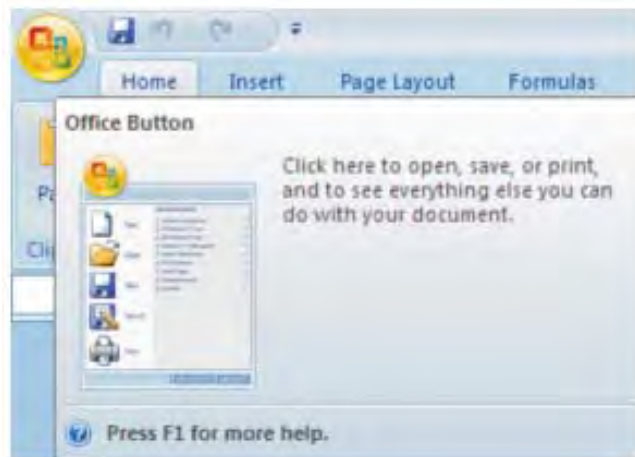 Home Insert Page Layout Formulas
Office Button
Click here to open, save, or print,
and to see everything else you can
do with your document.
Press F1 for more help.